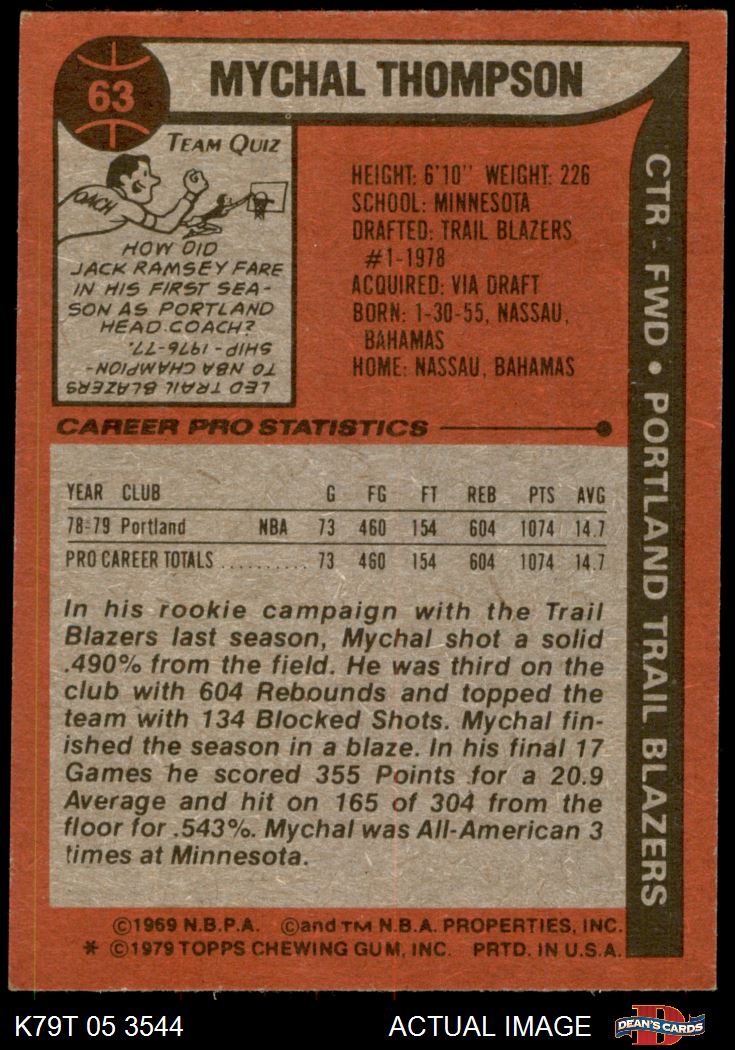 63
MYCHAL THOMPSON
TEAM QUIZ
COACH
HOW DID
JACK RAMSEY FARE
IN HIS FIRST SEA-
SON AS PORTLAND
HEAD COACH?
LED TRAIL BLAZERS
TO NBA CHAMPION-
SHIP - 1976-77.
HEIGHT: 6'10" WEIGHT: 226
SCHOOL: MINNESOTA
DRAFTED: TRAIL BLAZERS
#1-1978
ACQUIRED: VIA DRAFT
BORN: 1-30-55, NASSAU,
BAHAMAS
HOME: NASSAU, BAHAMAS
CTR - FWD • PORTLAND TRAIL BLAZERS
CAREER PRO STATISTICS
YEAR CLUB G FG FT REB PTS AVG
78-79 Portland NBA 73 460 154 604 1074 14.7
PRO CAREER TOTALS .......... 73 460 154 604 1074 14.7
In his rookie campaign with the Trail
Blazers last season, Mychal shot a solid
.490% from the field. He was third on the
club with 604 Rebounds and topped the
team with 134 Blocked Shots. Mychal fin-
ished the season in a blaze. In his final 17
Games he scored 355 Points for a 20.9
Average and hit on 165 of 304 from the
floor for .543%. Mychal was All-American 3
times at Minnesota.
©1969 N.B.P.A. ©and TM N.B.A. PROPERTIES, INC.
* ©1979 TOPPS CHEWING GUM, INC. PRTD. IN U.S.A.
K79T 05 3544
ACTUAL IMAGE
D
DEAN'S CARDS